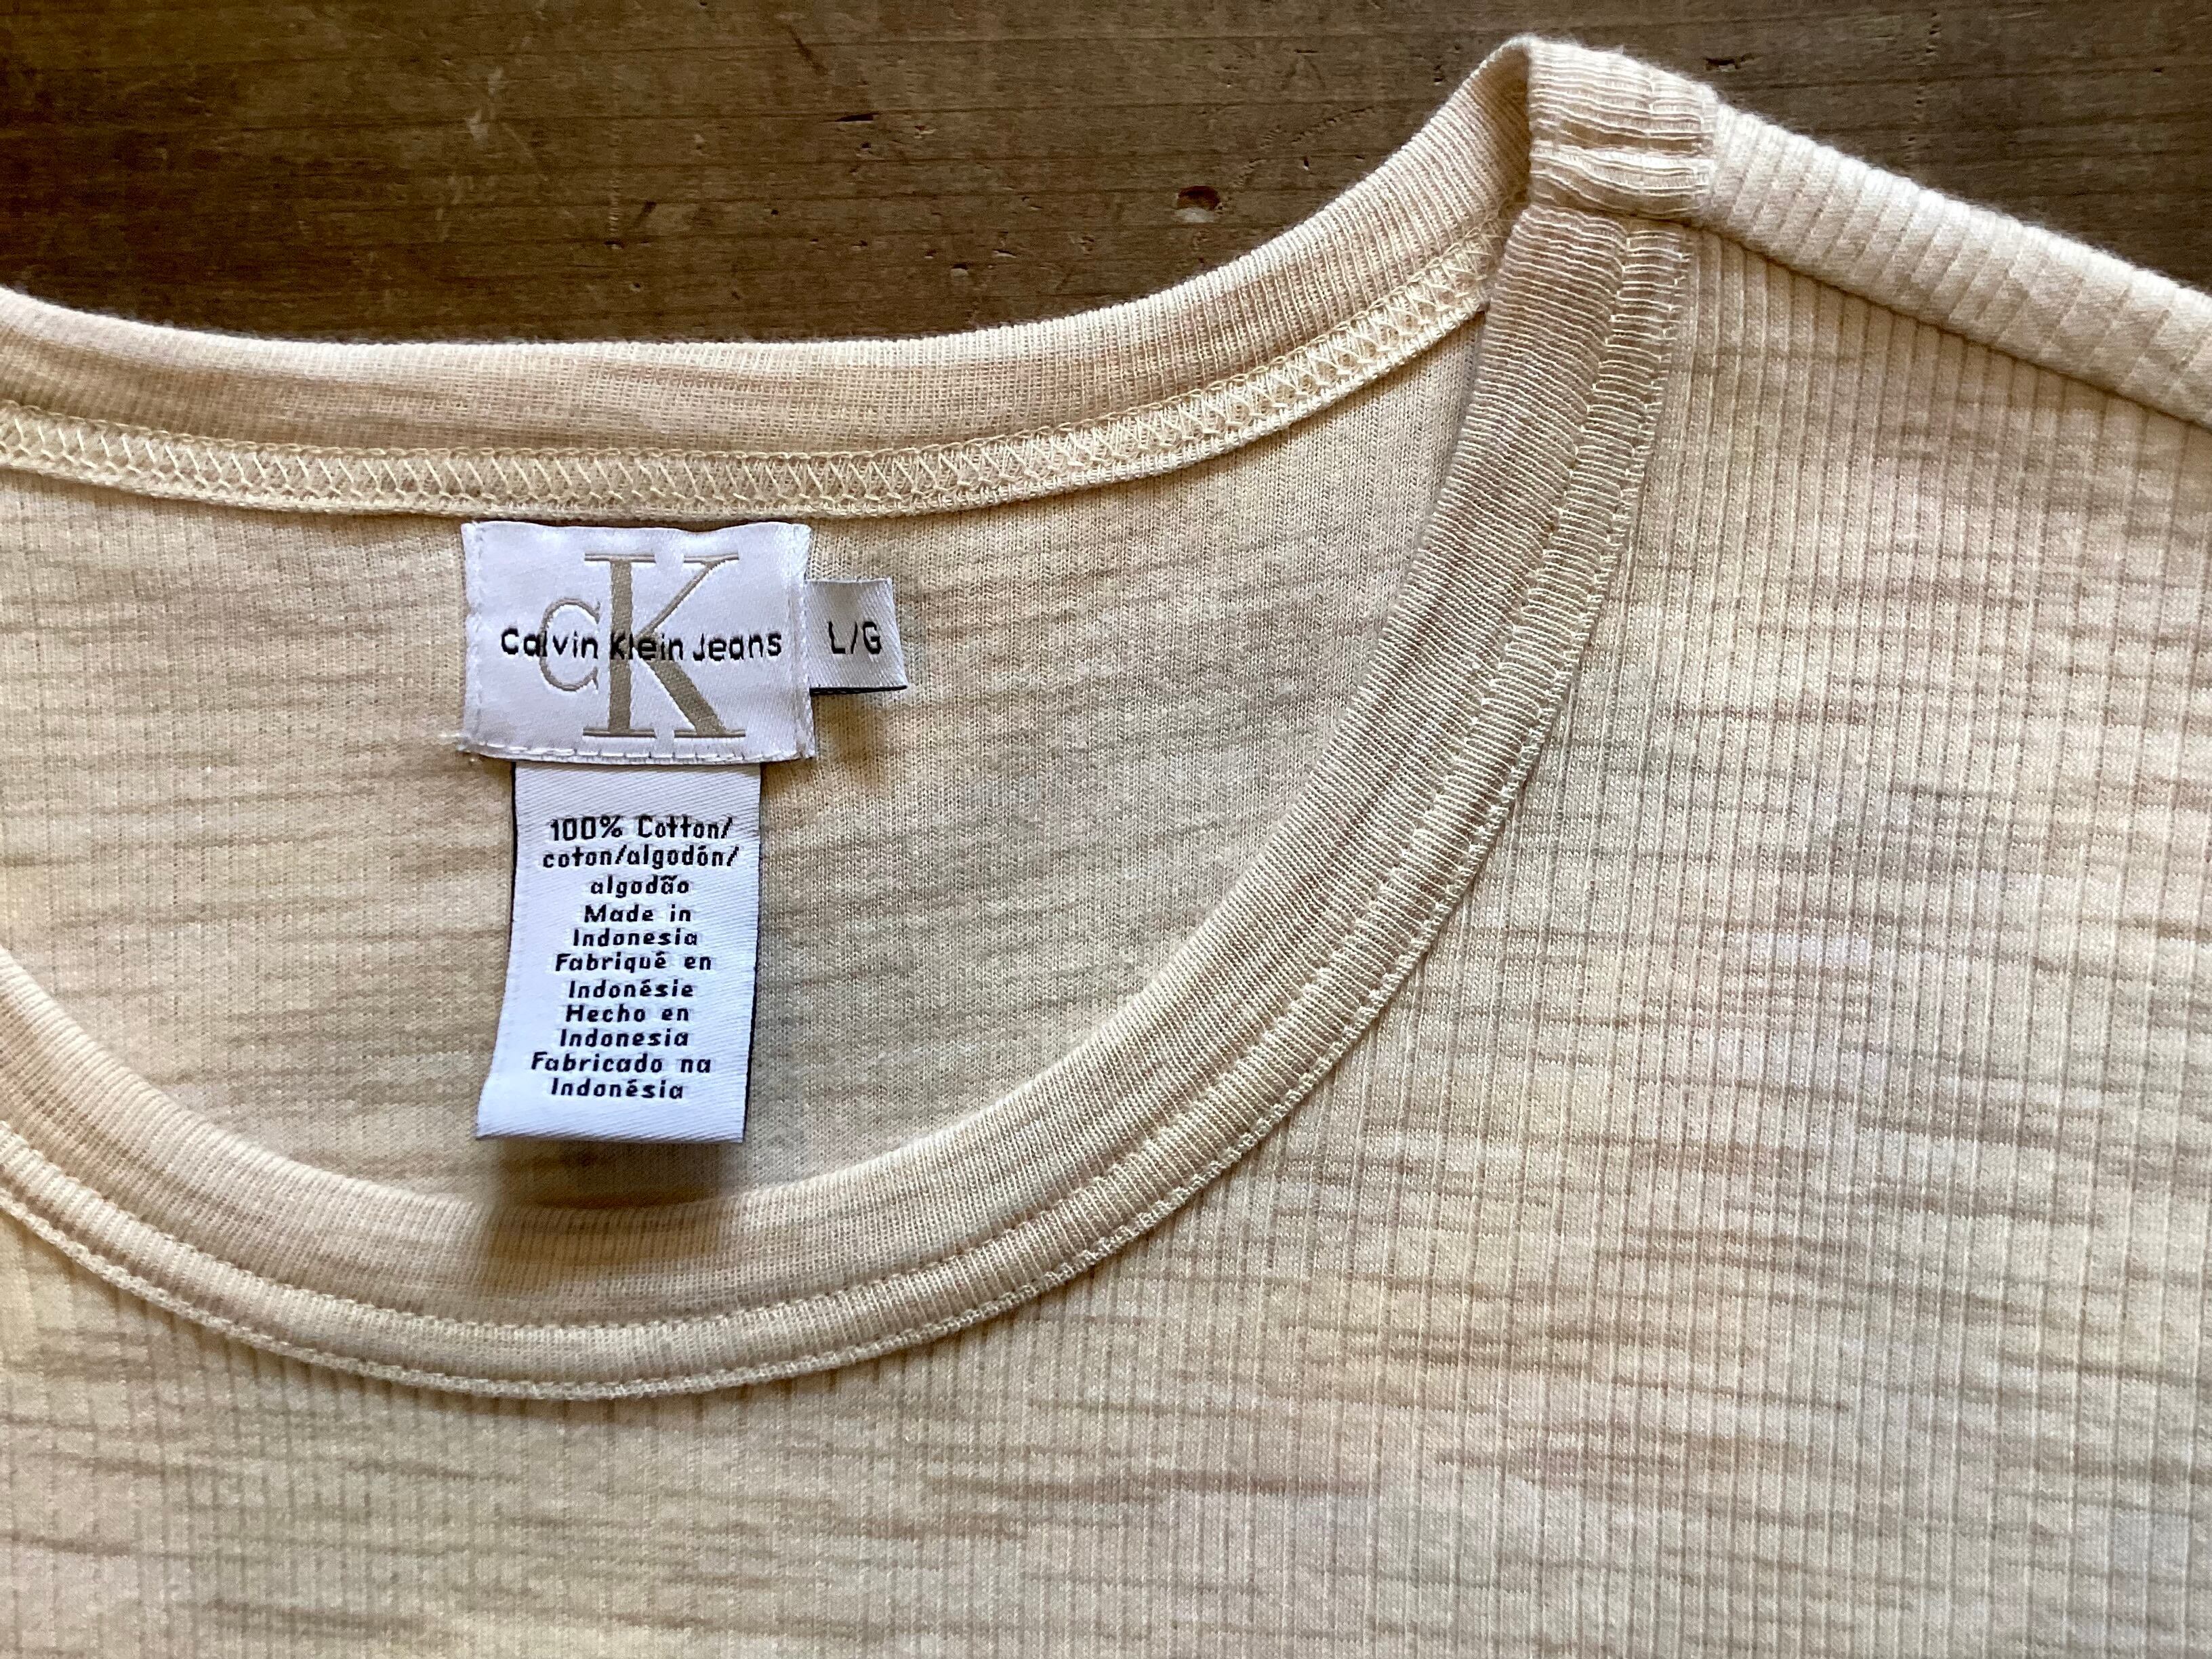 CK
Calvin Klein Jeans
L/G
100% Cotton/
coton/algodón/
algodão
Made in
Indonesia
Fabriqué en
Indonésie
Hecho en
Indonesia
Fabricado na
Indonésia